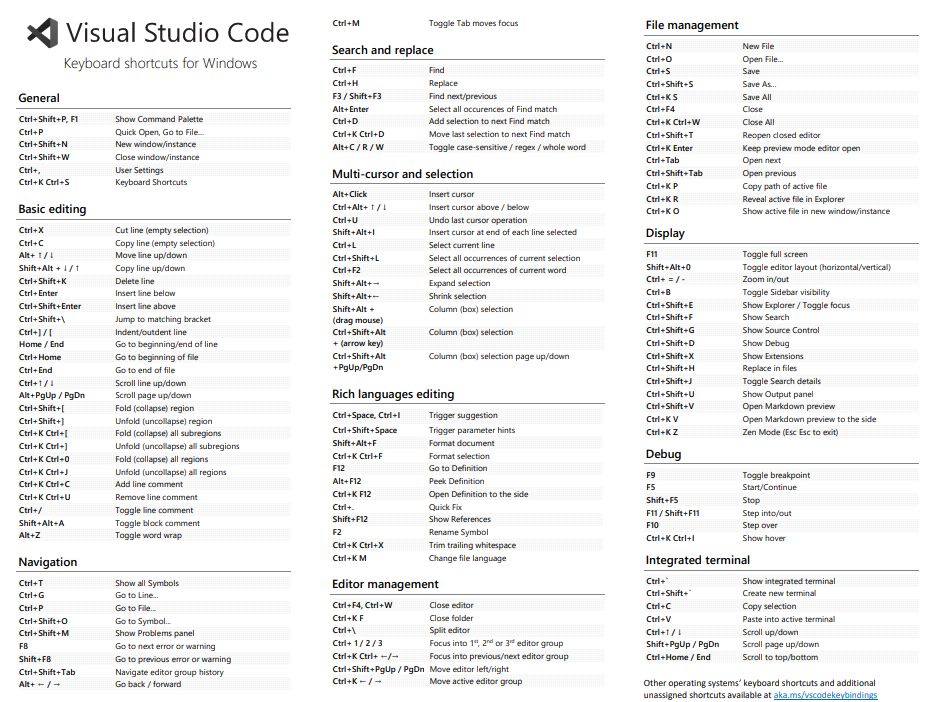 Visual Studio Code
Keyboard shortcuts for Windows
General
Ctrl+Shift+P, F1 Show Command Palette
Ctrl+P Quick Open, Go to File...
Ctrl+Shift+N New window/instance
Ctrl+Shift+W Close window/instance
Ctrl+, User Settings
Ctrl+K Ctrl+S Keyboard Shortcuts
Basic editing
Ctrl+X Cut line (empty selection)
Ctrl+C Copy line (empty selection)
Alt+ ↑ / ↓ Move line up/down
Shift+Alt + ↓ / ↑ Copy line up/down
Ctrl+Shift+K Delete line
Ctrl+Enter Insert line below
Ctrl+Shift+Enter Insert line above
Ctrl+Shift+\ Jump to matching bracket
Ctrl+] / [ Indent/outdent line
Home / End Go to beginning/end of line
Ctrl+Home Go to beginning of file
Ctrl+End Go to end of file
Ctrl+↑ / ↓ Scroll line up/down
Alt+PgUp / PgDn Scroll page up/down
Ctrl+Shift+[ Fold (collapse) region
Ctrl+Shift+] Unfold (uncollapse) region
Ctrl+K Ctrl+[ Fold (collapse) all subregions
Ctrl+K Ctrl+] Unfold (uncollapse) all subregions
Ctrl+K Ctrl+0 Fold (collapse) all regions
Ctrl+K Ctrl+J Unfold (uncollapse) all regions
Ctrl+K Ctrl+C Add line comment
Ctrl+K Ctrl+U Remove line comment
Ctrl+/ Toggle line comment
Shift+Alt+A Toggle block comment
Alt+Z Toggle word wrap
Navigation
Ctrl+T Show all Symbols
Ctrl+G Go to Line...
Ctrl+P Go to File...
Ctrl+Shift+O Go to Symbol...
Ctrl+Shift+M Show Problems panel
F8 Go to next error or warning
Shift+F8 Go to previous error or warning
Ctrl+Shift+Tab Navigate editor group history
Alt+ ← / → Go back / forward
Ctrl+M Toggle Tab moves focus
Search and replace
Ctrl+F Find
Ctrl+H Replace
F3 / Shift+F3 Find next/previous
Alt+Enter Select all occurences of Find match
Ctrl+D Add selection to next Find match
Ctrl+K Ctrl+D Move last selection to next Find match
Alt+C / R / W Toggle case-sensitive / regex / whole word
Multi-cursor and selection
Alt+Click Insert cursor
Ctrl+Alt+ ↑ / ↓ Insert cursor above / below
Ctrl+U Undo last cursor operation
Shift+Alt+I Insert cursor at end of each line selected
Ctrl+L Select current line
Ctrl+Shift+L Select all occurrences of current selection
Ctrl+F2 Select all occurrences of current word
Shift+Alt+→ Expand selection
Shift+Alt+← Shrink selection
Shift+Alt + Column (box) selection
(drag mouse)
Ctrl+Shift+Alt Column (box) selection
+ (arrow key)
Ctrl+Shift+Alt Column (box) selection page up/down
+PgUp/PgDn
Rich languages editing
Ctrl+Space, Ctrl+I Trigger suggestion
Ctrl+Shift+Space Trigger parameter hints
Shift+Alt+F Format document
Ctrl+K Ctrl+F Format selection
F12 Go to Definition
Alt+F12 Peek Definition
Ctrl+K F12 Open Definition to the side
Ctrl+. Quick Fix
Shift+F12 Show References
F2 Rename Symbol
Ctrl+K Ctrl+X Trim trailing whitespace
Ctrl+K M Change file language
Editor management
Ctrl+F4, Ctrl+W Close editor
Ctrl+K F Close folder
Ctrl+\ Split editor
Ctrl+ 1 / 2 / 3 Focus into 1st, 2nd or 3rd editor group
Ctrl+K Ctrl+ ←/→ Focus into previous/next editor group
Ctrl+Shift+PgUp / PgDn Move editor left/right
Ctrl+K ← / → Move active editor group
File management
Ctrl+N New File
Ctrl+O Open File...
Ctrl+S Save
Ctrl+Shift+S Save As...
Ctrl+K S Save All
Ctrl+F4 Close
Ctrl+K Ctrl+W Close All
Ctrl+Shift+T Reopen closed editor
Ctrl+K Enter Keep preview mode editor open
Ctrl+Tab Open next
Ctrl+Shift+Tab Open previous
Ctrl+K P Copy path of active file
Ctrl+K R Reveal active file in Explorer
Ctrl+K O Show active file in new window/instance
Display
F11 Toggle full screen
Shift+Alt+0 Toggle editor layout (horizontal/vertical)
Ctrl+ = / - Zoom in/out
Ctrl+B Toggle Sidebar visibility
Ctrl+Shift+E Show Explorer / Toggle focus
Ctrl+Shift+F Show Search
Ctrl+Shift+G Show Source Control
Ctrl+Shift+D Show Debug
Ctrl+Shift+X Show Extensions
Ctrl+Shift+H Replace in files
Ctrl+Shift+J Toggle Search details
Ctrl+Shift+U Show Output panel
Ctrl+Shift+V Open Markdown preview
Ctrl+K V Open Markdown preview to the side
Ctrl+K Z Zen Mode (Esc Esc to exit)
Debug
F9 Toggle breakpoint
F5 Start/Continue
Shift+F5 Stop
F11 / Shift+F11 Step into/out
F10 Step over
Ctrl+K Ctrl+I Show hover
Integrated terminal
Ctrl+` Show integrated terminal
Ctrl+Shift+` Create new terminal
Ctrl+C Copy selection
Ctrl+V Paste into active terminal
Ctrl+↑ / ↓ Scroll up/down
Shift+PgUp / PgDn Scroll page up/down
Ctrl+Home / End Scroll to top/bottom
Other operating systems' keyboard shortcuts and additional
unassigned shortcuts available at aka.ms/vscodekeybindings